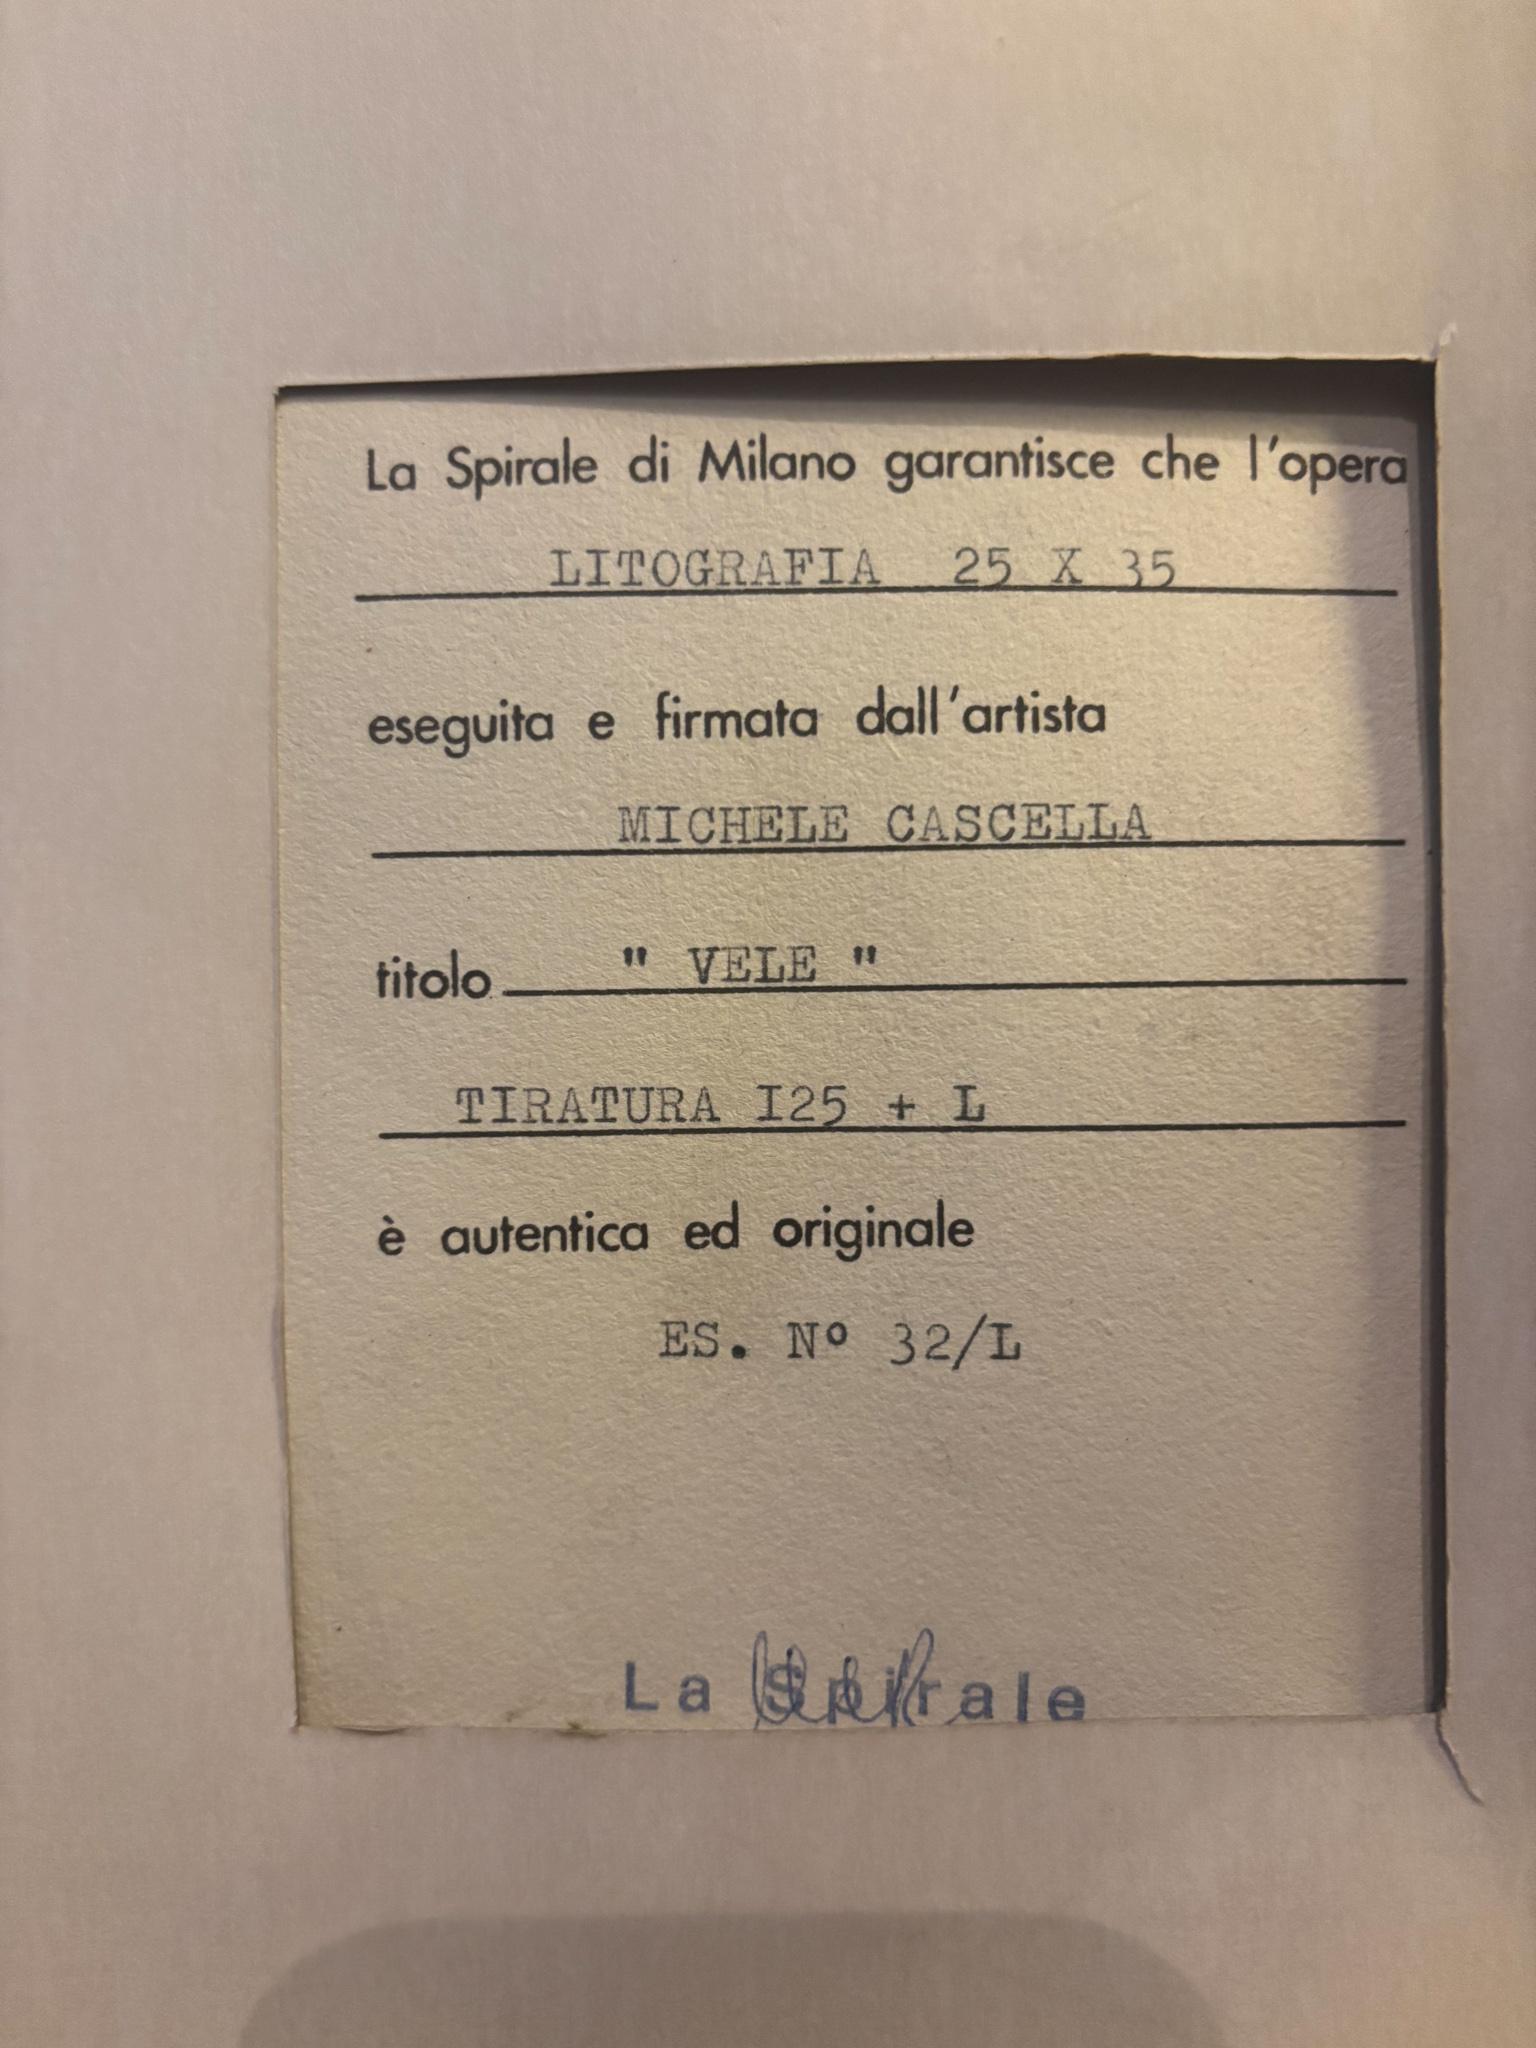 La Spirale di Milano garantisce che l'opera
LITOGRAFIA 25 X 35
eseguita e firmata dall'artista
MICHELE CASCELLA
titolo " VELE "
TIRATURA I25 + L
è autentica ed originale
ES. Nº 32/L
La Spirale